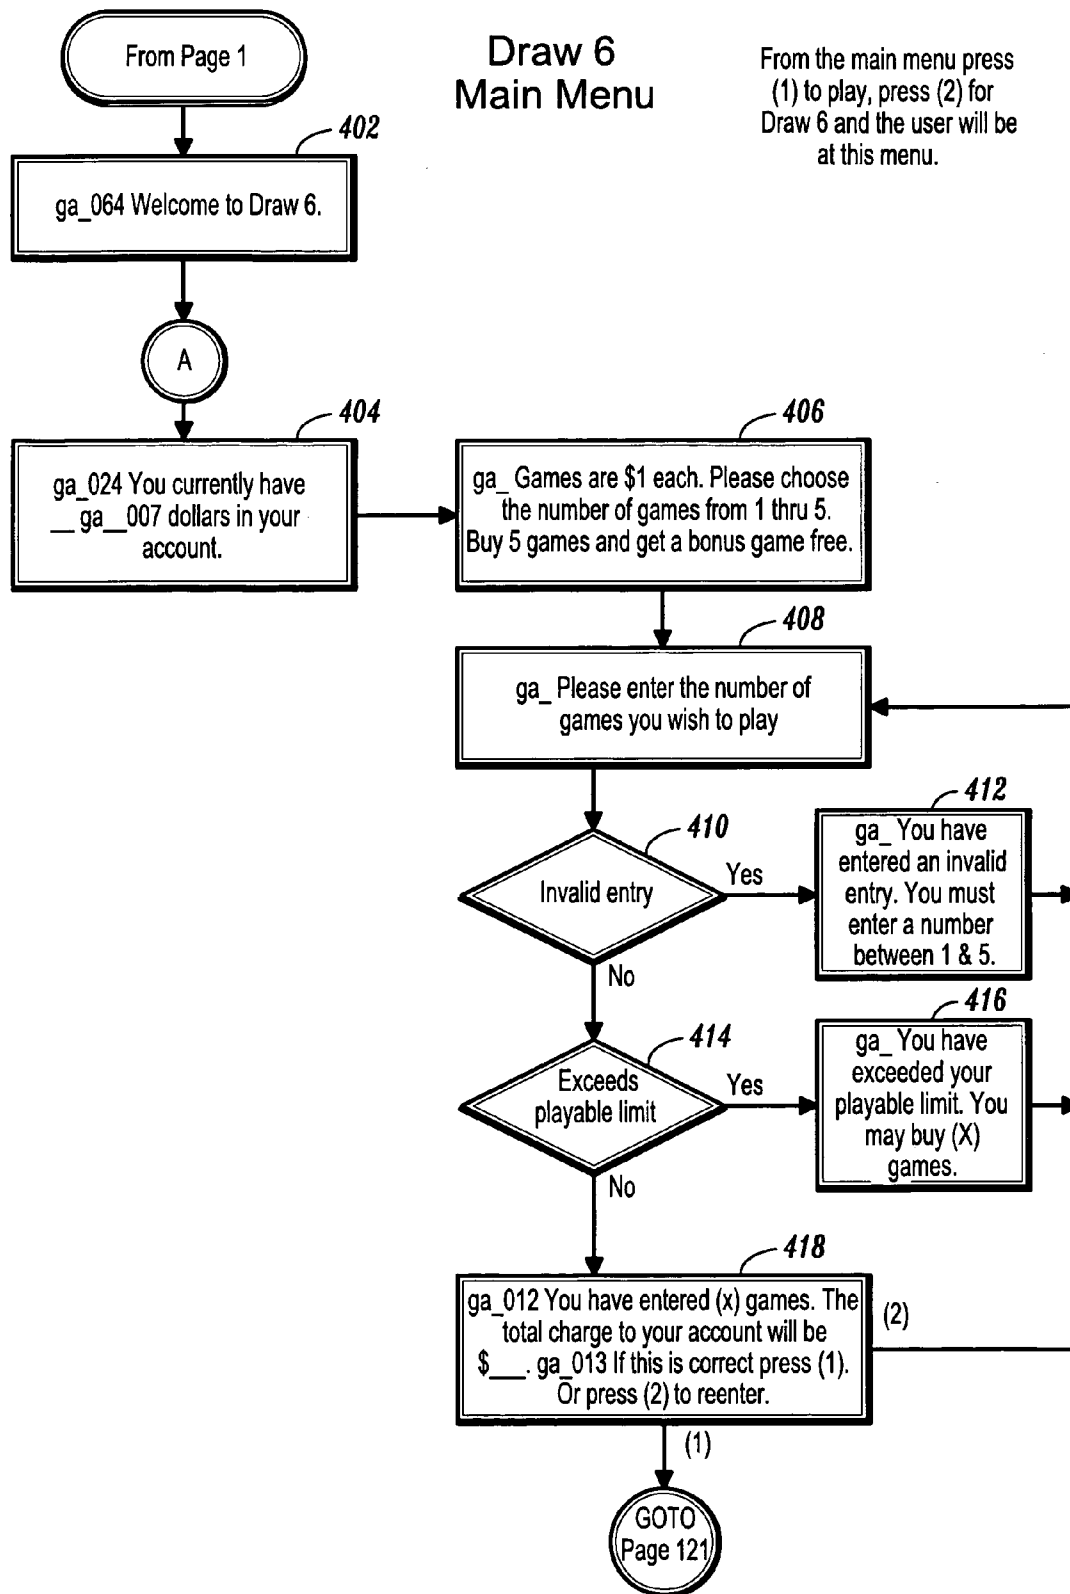 From Page 1
Draw 6
Main Menu
From the main menu press
(1) to play, press (2) for
Draw 6 and the user will be
at this menu.
402
ga_064 Welcome to Draw 6.
A
404
ga_024 You currently have
__ ga__007 dollars in your
account.
406
ga_ Games are $1 each. Please choose
the number of games from 1 thru 5.
Buy 5 games and get a bonus game free.
408
ga_ Please enter the number of
games you wish to play
410
Invalid entry
Yes
No
412
ga_ You have
entered an invalid
entry. You must
enter a number
between 1 & 5.
414
Exceeds
playable limit
Yes
No
416
ga_ You have
exceeded your
playable limit. You
may buy (X)
games.
418
ga_012 You have entered (x) games. The
total charge to your account will be
$___. ga_013 If this is correct press (1).
Or press (2) to reenter.
(2)
(1)
GOTO
Page 121